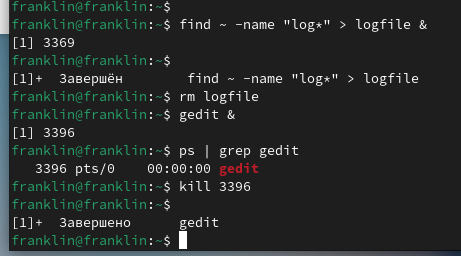 franklin@franklin:~$
franklin@franklin:~$ find ~ -name "log*" > logfile &
[1] 3369
franklin@franklin:~$
[1]+  Завершён        find ~ -name "log*" > logfile
franklin@franklin:~$ rm logfile
franklin@franklin:~$ gedit &
[1] 3396
franklin@franklin:~$ ps | grep gedit
   3396 pts/0    00:00:00 gedit
franklin@franklin:~$ kill 3396
franklin@franklin:~$
[1]+  Завершено      gedit
franklin@franklin:~$